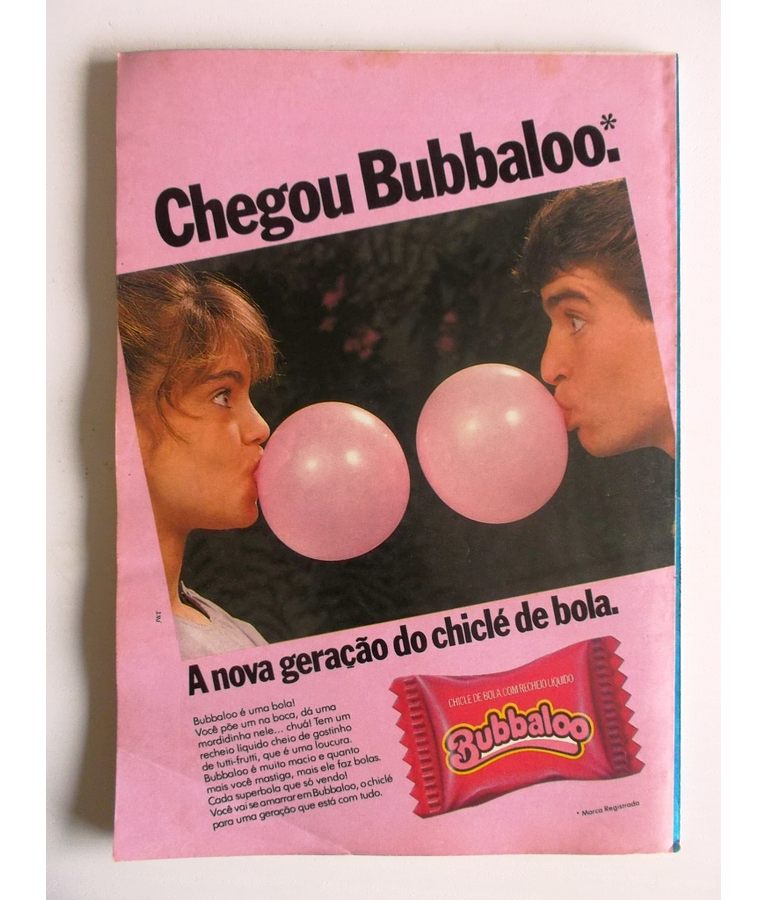 Chegou Bubbaloo.*
JWT
A nova geração do chiclé de bola.
Bubbaloo é uma bola!
Você põe um na boca, dá uma
mordidinha nele... chuá! Tem um
recheio líquido cheio de gostinho
de tutti-frutti, que é uma loucura.
Bubbaloo é muito macio e quanto
mais você mastiga, mais ele faz bolas.
Cada superbola que só vendo!
Você vai se amarrar em Bubbaloo, o chiclé
para uma geração que está com tudo.
CHICLE DE BOLA COM RECHEIO LIQUIDO
Bubbaloo
* Marca Registrada